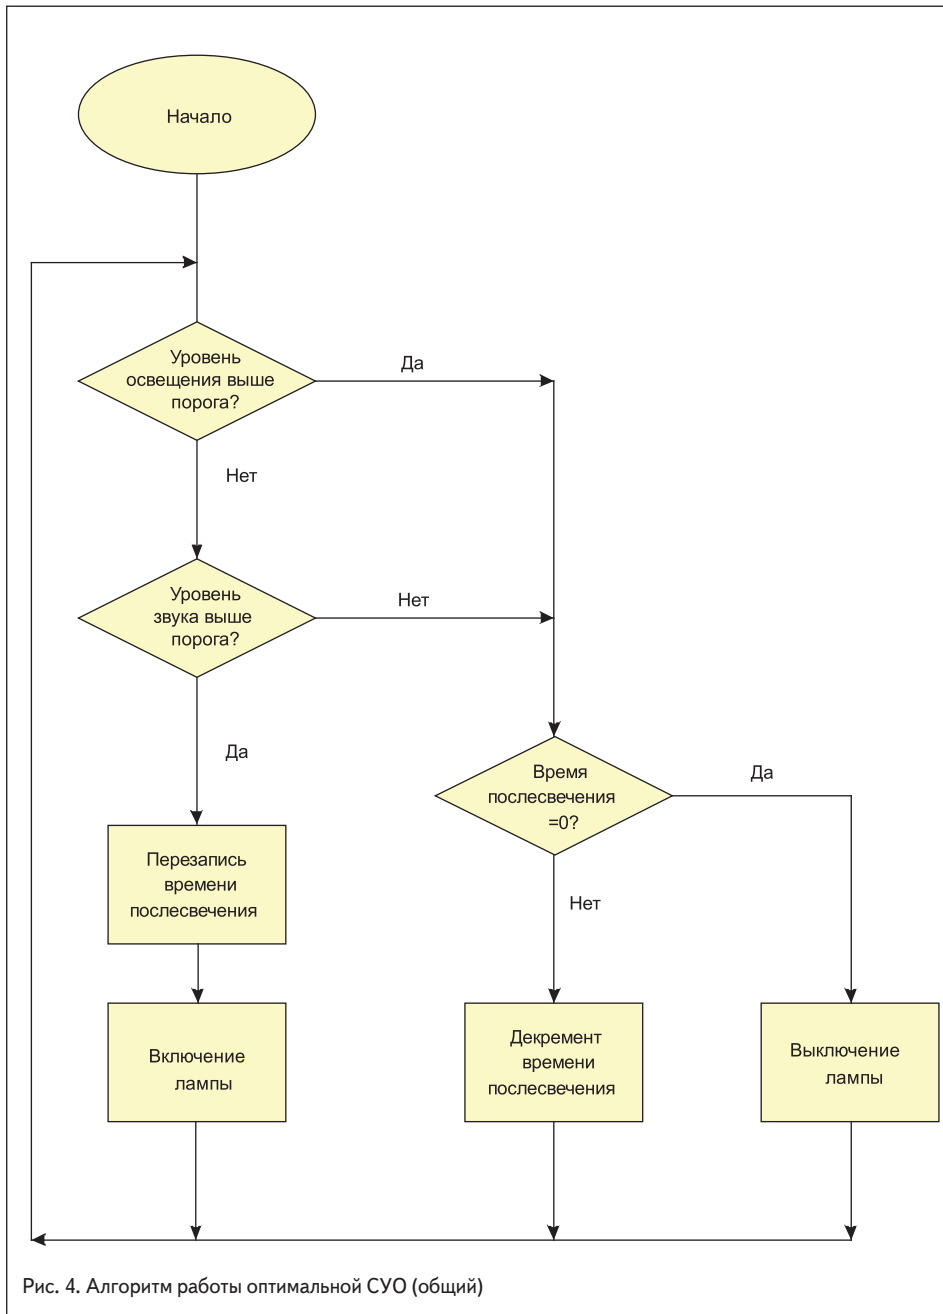 Начало
Уровень
освещения выше
порога?
Да
Нет
Уровень
звука выше
порога?
Нет
Да
Время
послесвечения
=0?
Да
Нет
Перезапись
времени
послесвечения
Включение
лампы
Декремент
времени
послесвечения
Выключение
лампы
Рис. 4. Алгоритм работы оптимальной СУО (общий)